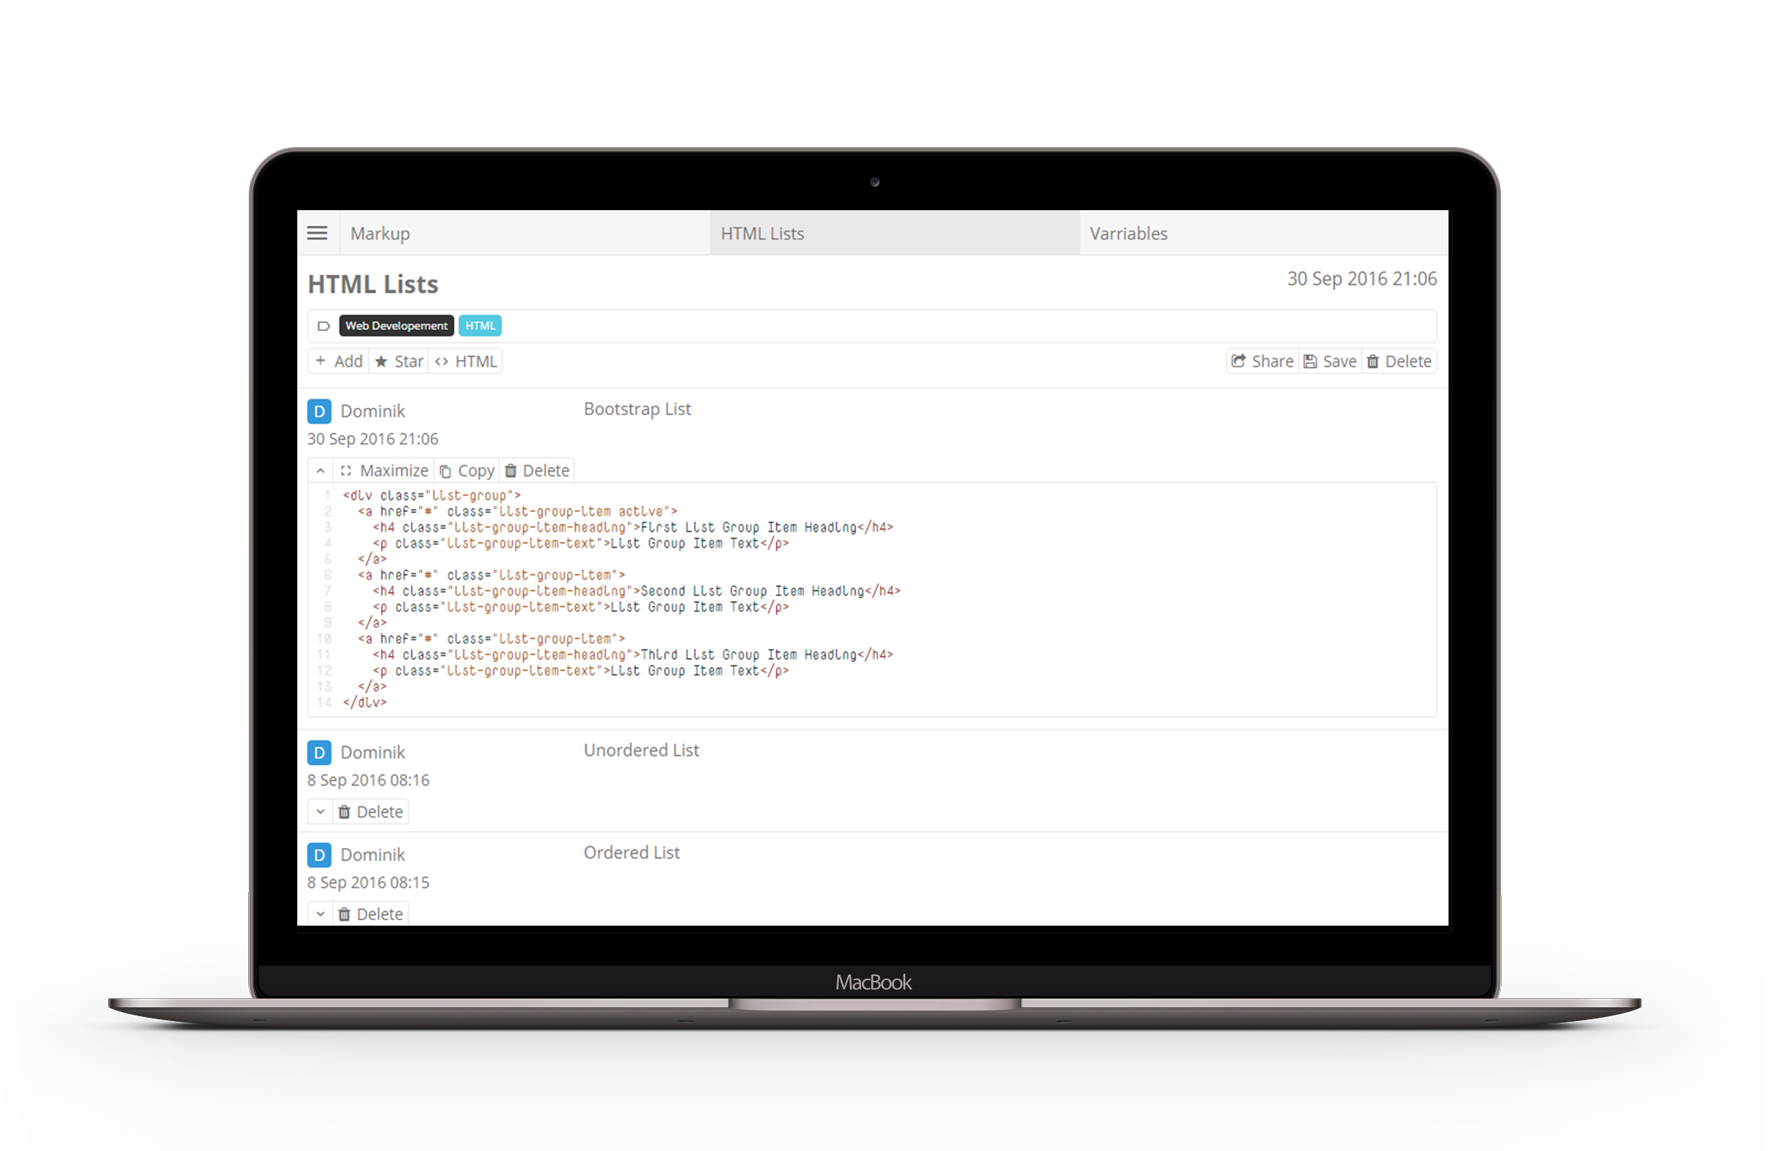 Markup HTML Lists Varriables
HTML Lists 30 Sep 2016 21:06
Web Developement HTML
+ Add Star <> HTML Share Save Delete
D Dominik Bootstrap List
30 Sep 2016 21:06
Maximize Copy Delete
1 <div class="list-group">
2 <a href="#" class="list-group-item active">
3 <h4 class="list-group-item-heading">First List Group Item Heading</h4>
4 <p class="list-group-item-text">List Group Item Text</p>
5 </a>
6 <a href="#" class="list-group-item">
7 <h4 class="list-group-item-heading">Second List Group Item Heading</h4>
8 <p class="list-group-item-text">List Group Item Text</p>
9 </a>
10 <a href="#" class="list-group-item">
11 <h4 class="list-group-item-heading">Third List Group Item Heading</h4>
12 <p class="list-group-item-text">List Group Item Text</p>
13 </a>
14 </div>
D Dominik Unordered List
8 Sep 2016 08:16
Delete
D Dominik Ordered List
8 Sep 2016 08:15
Delete
MacBook